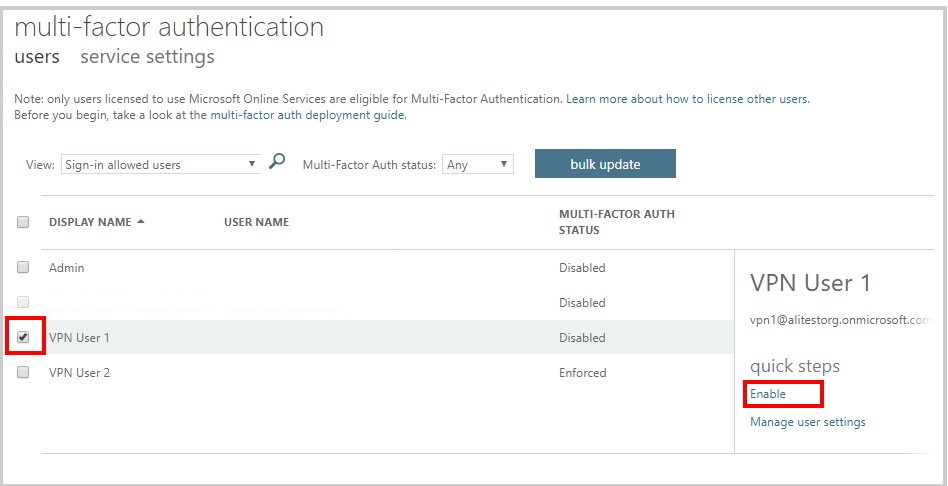 multi-factor authentication
users service settings
Note: only users licensed to use Microsoft Online Services are eligible for Multi-Factor Authentication. Learn more about how to license other users.
Before you begin, take a look at the multi-factor auth deployment guide.
View: Sign-in allowed users Multi-Factor Auth status: Any bulk update
DISPLAY NAME USER NAME MULTI-FACTOR AUTH
STATUS
Admin Disabled
Disabled
VPN User 1 Disabled
VPN User 2 Enforced
VPN User 1
vpn1@alitestorg.onmicrosoft.com
quick steps
Enable
Manage user settings